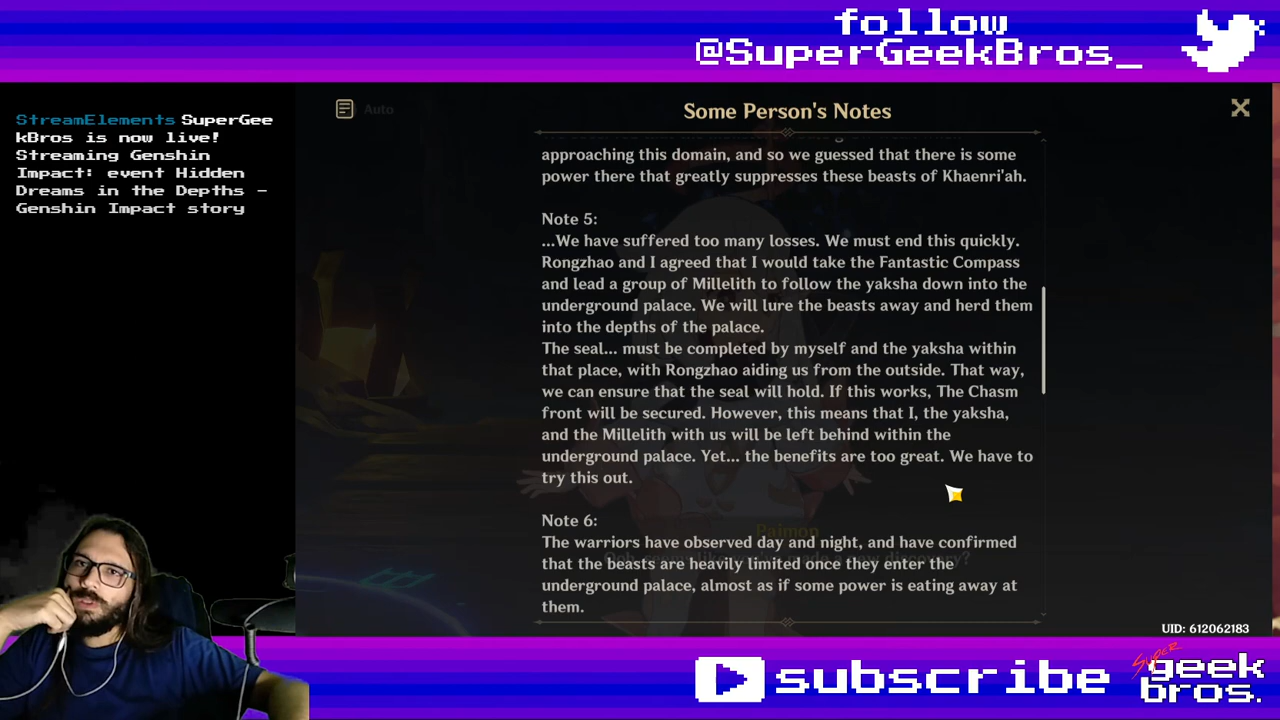 follow
@SuperGeekBros_
StreamElements SuperGee
kBros is now live!
Streaming Genshin
Impact: event Hidden
Dreams in the Depths –
Genshin Impact story
Auto
Some Person's Notes
approaching this domain, and so we guessed that there is some
power there that greatly suppresses these beasts of Khaenri'ah.
Note 5:
...We have suffered too many losses. We must end this quickly.
Rongzhao and I agreed that I would take the Fantastic Compass
and lead a group of Millelith to follow the yaksha down into the
underground palace. We will lure the beasts away and herd them
into the depths of the palace.
The seal... must be completed by myself and the yaksha within
that place, with Rongzhao aiding us from the outside. That way,
we can ensure that the seal will hold. If this works, The Chasm
front will be secured. However, this means that I, the yaksha,
and the Millelith with us will be left behind within the
underground palace. Yet... the benefits are too great. We have to
try this out.
Note 6:
The warriors have observed day and night, and have confirmed
that the beasts are heavily limited once they enter the
underground palace, almost as if some power is eating away at
them.
Paimon
UID: 612062183
subscribe
SUPER
geek
bros.